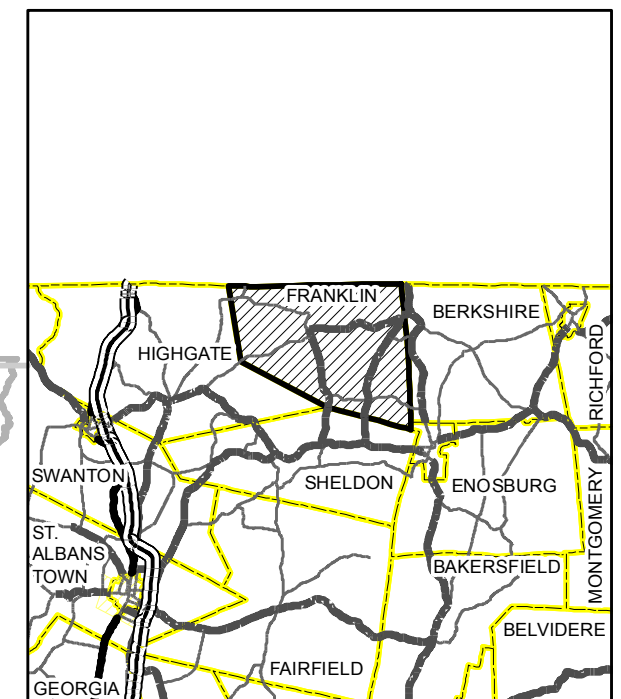 FRANKLIN
BERKSHIRE
RICHFORD
HIGHGATE
SWANTON
SHELDON
ENOSBURG
MONTGOMERY
ST.
ALBANS
TOWN
BAKERSFIELD
BELVIDERE
FAIRFIELD
GEORGIA